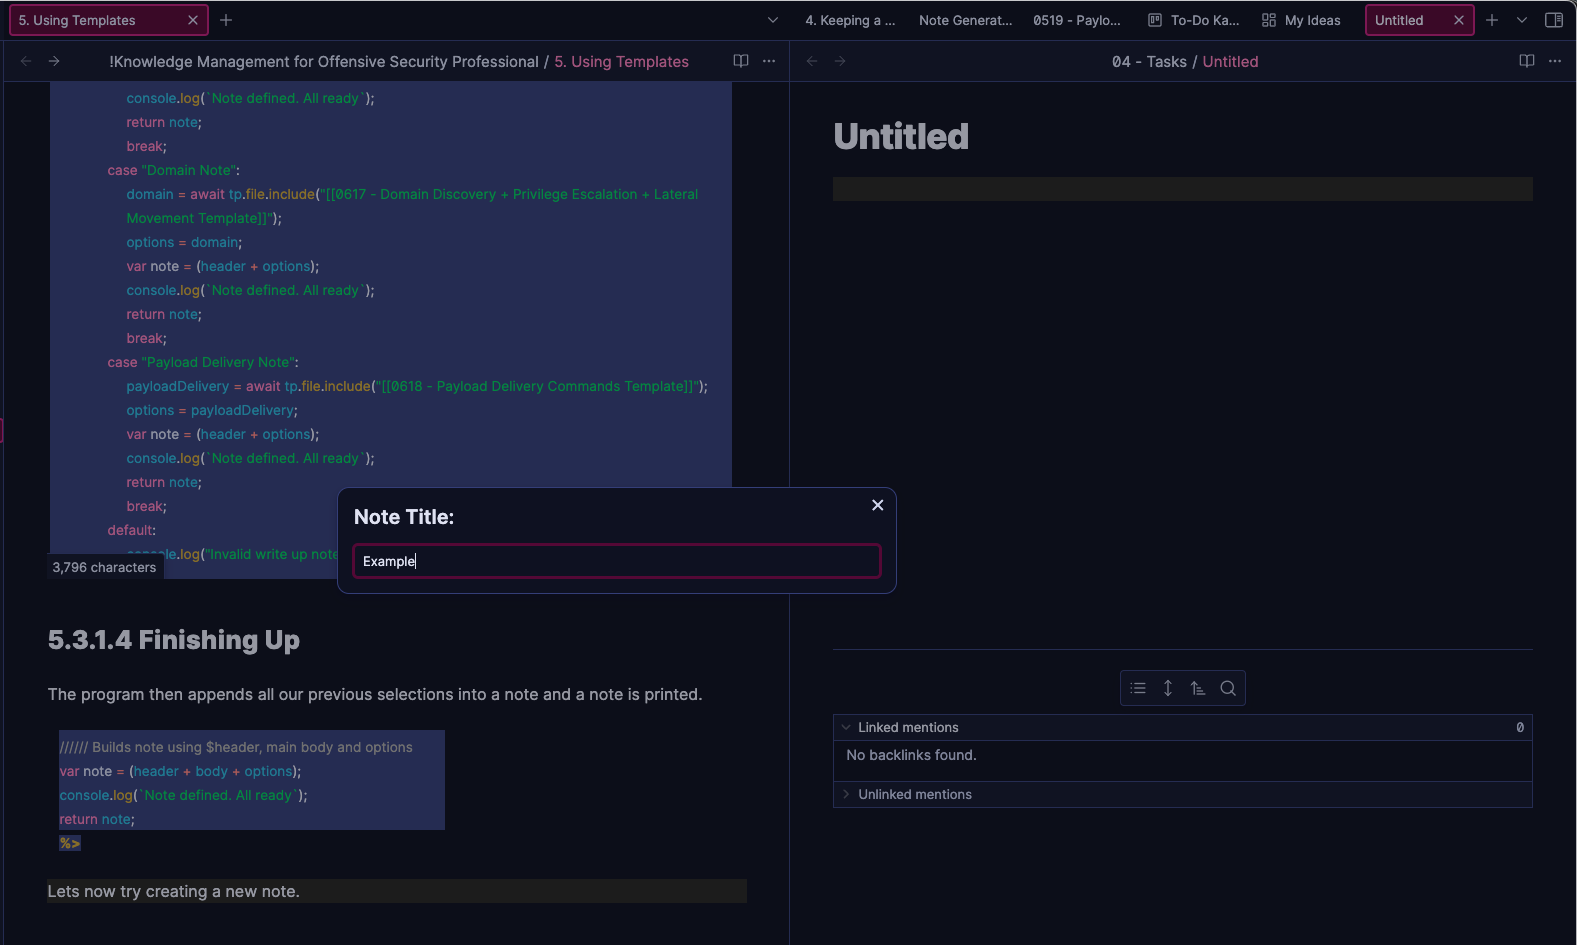 5. Using Templates
4. Keeping a ...
Note Generat...
0519 - Paylo...
To-Do Ka...
My Ideas
Untitled
!Knowledge Management for Offensive Security Professional / 5. Using Templates
04 - Tasks / Untitled
console.log(`Note defined. All ready`);
return note;
break;
case "Domain Note":
domain = await tp.file.include("[[0617 - Domain Discovery + Privilege Escalation + Lateral
Movement Template]]");
options = domain;
var note = (header + options);
console.log(`Note defined. All ready`);
return note;
break;
case "Payload Delivery Note":
payloadDelivery = await tp.file.include("[[0618 - Payload Delivery Commands Template]]");
options = payloadDelivery;
var note = (header + options);
console.log(`Note defined. All ready`);
return note;
break;
default:
console.log("Invalid write up note
3,796 characters
5.3.1.4 Finishing Up
The program then appends all our previous selections into a note and a note is printed.
////// Builds note using $header, main body and options
var note = (header + body + options);
console.log(`Note defined. All ready`);
return note;
%>
Lets now try creating a new note.
Note Title:
Example
Untitled
Linked mentions 0
No backlinks found.
Unlinked mentions